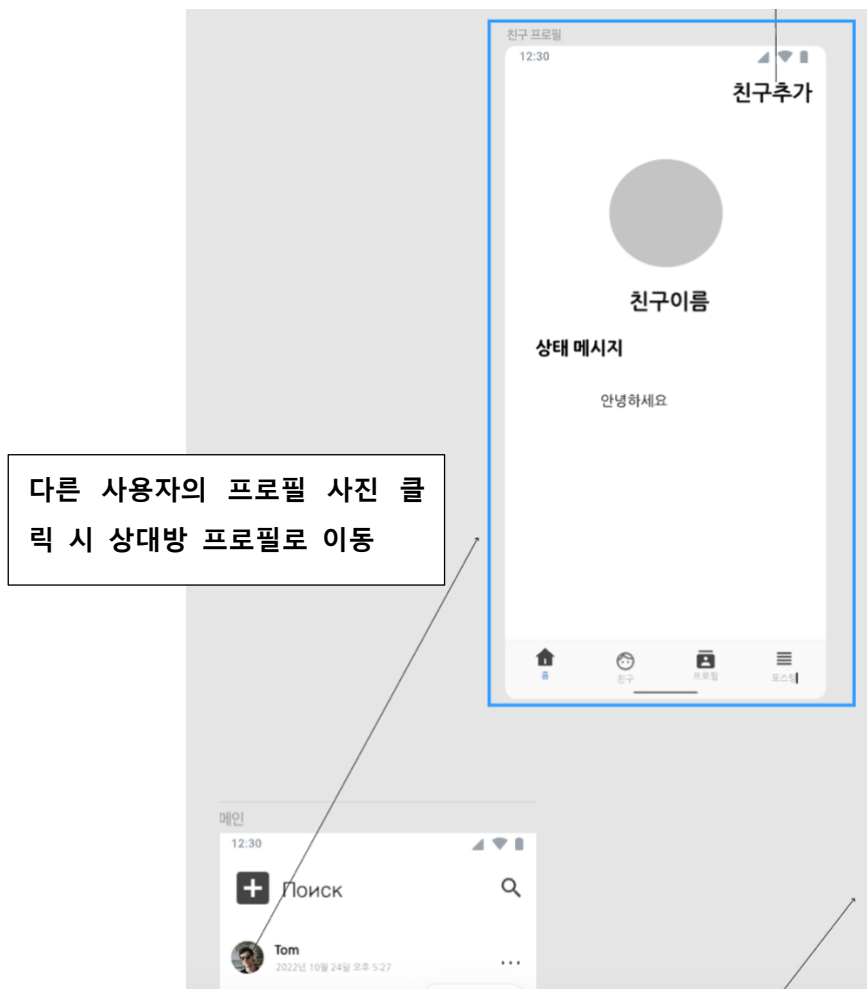 친구 프로필
12:30
친구추가
친구이름
상태 메시지
안녕하세요
다른 사용자의 프로필 사진 클
릭 시 상대방 프로필로 이동
홈
친구
프로필
포스팅
메인
12:30
Поиск
Tom
2022년 10월 24일 오후 5:27